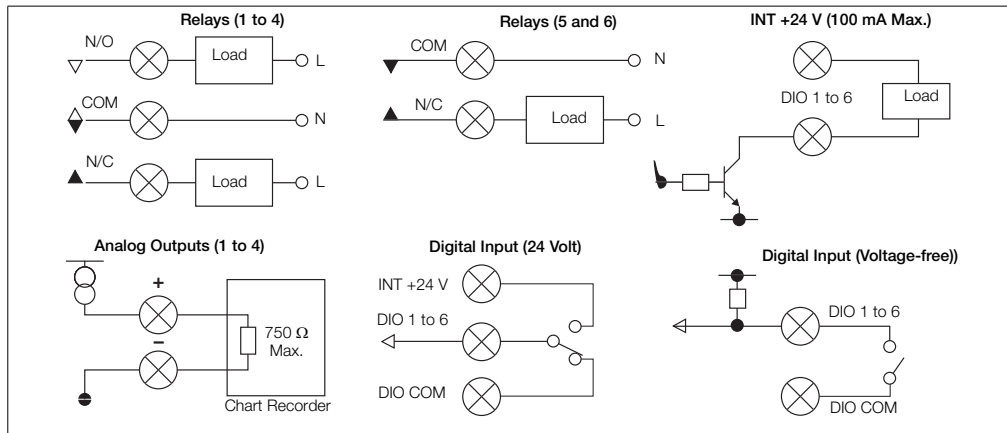 Relays (1 to 4)
N/O
Load
L
COM
N
N/C
Load
L
Relays (5 and 6)
COM
N
N/C
Load
L
INT +24 V (100 mA Max.)
DIO 1 to 6
Load
Analog Outputs (1 to 4)
+
750 Ω
Max.
−
Chart Recorder
Digital Input (24 Volt)
INT +24 V
DIO 1 to 6
DIO COM
Digital Input (Voltage-free))
DIO 1 to 6
DIO COM